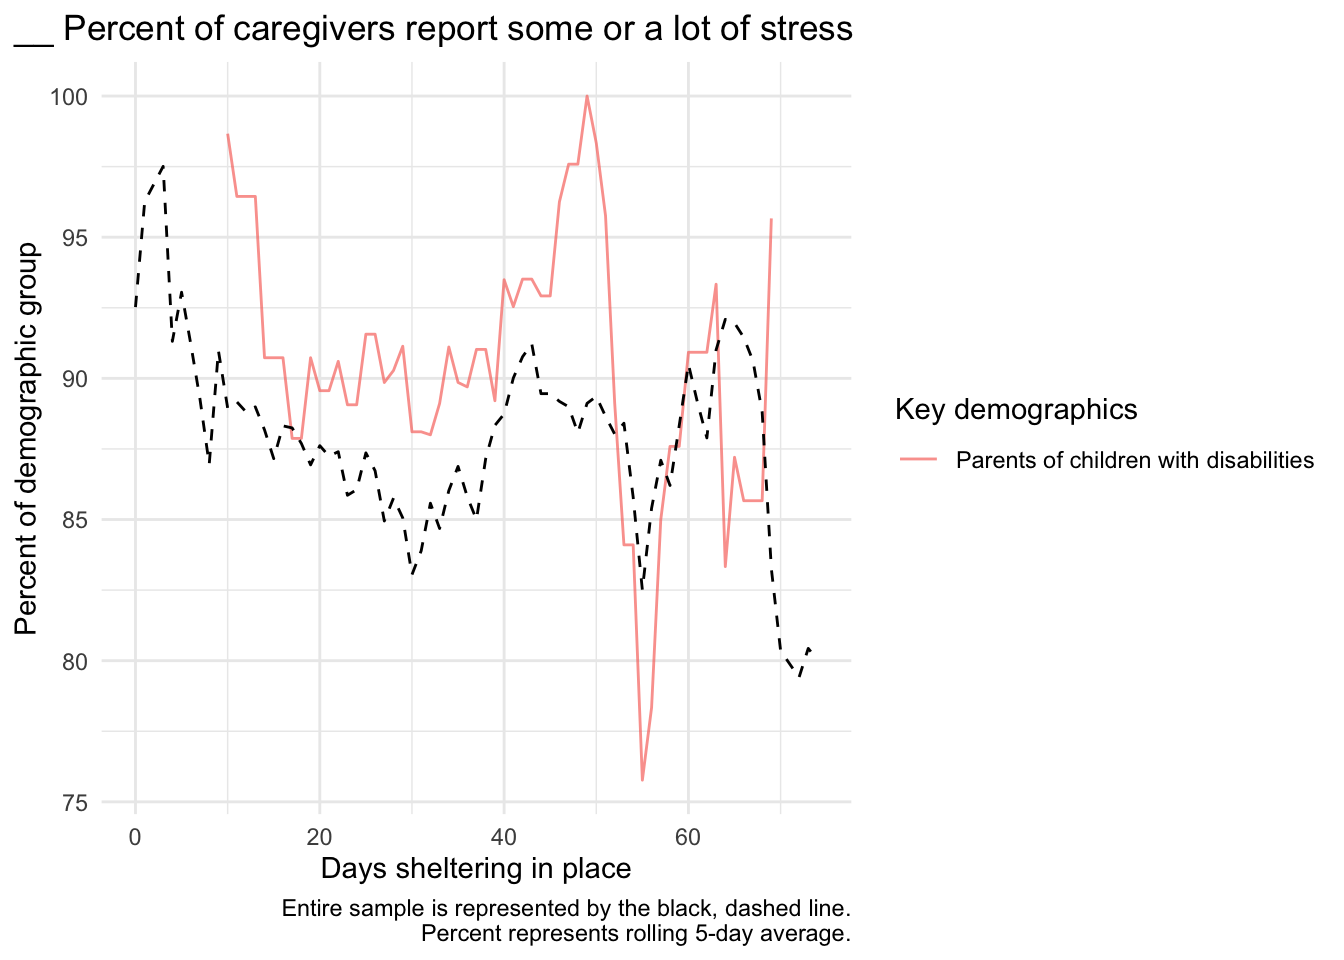 __ Percent of caregivers report some or a lot of stress
Percent of demographic group
100
95
90
85
80
75
0 20 40 60
Days sheltering in place
Key demographics
Parents of children with disabilities
Entire sample is represented by the black, dashed line.
Percent represents rolling 5-day average.